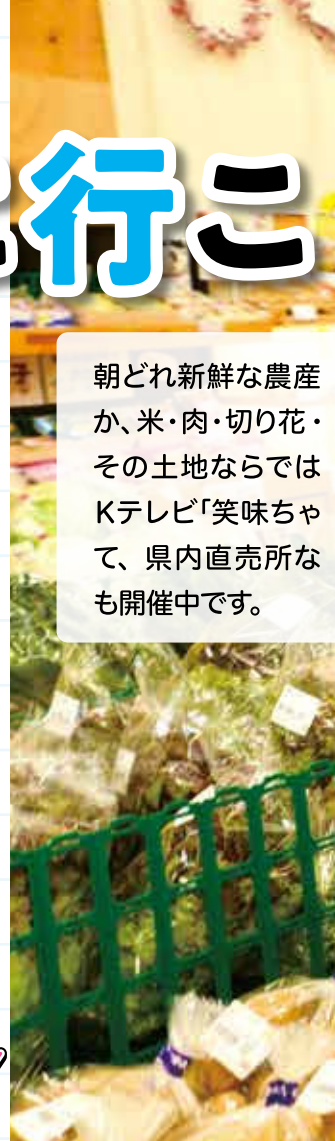 行こ
朝どれ新鮮な農産
か、米・肉・切り花・
その土地ならでは
Kテレビ「笑味ちゃ
て、県内直売所な
も開催中です。